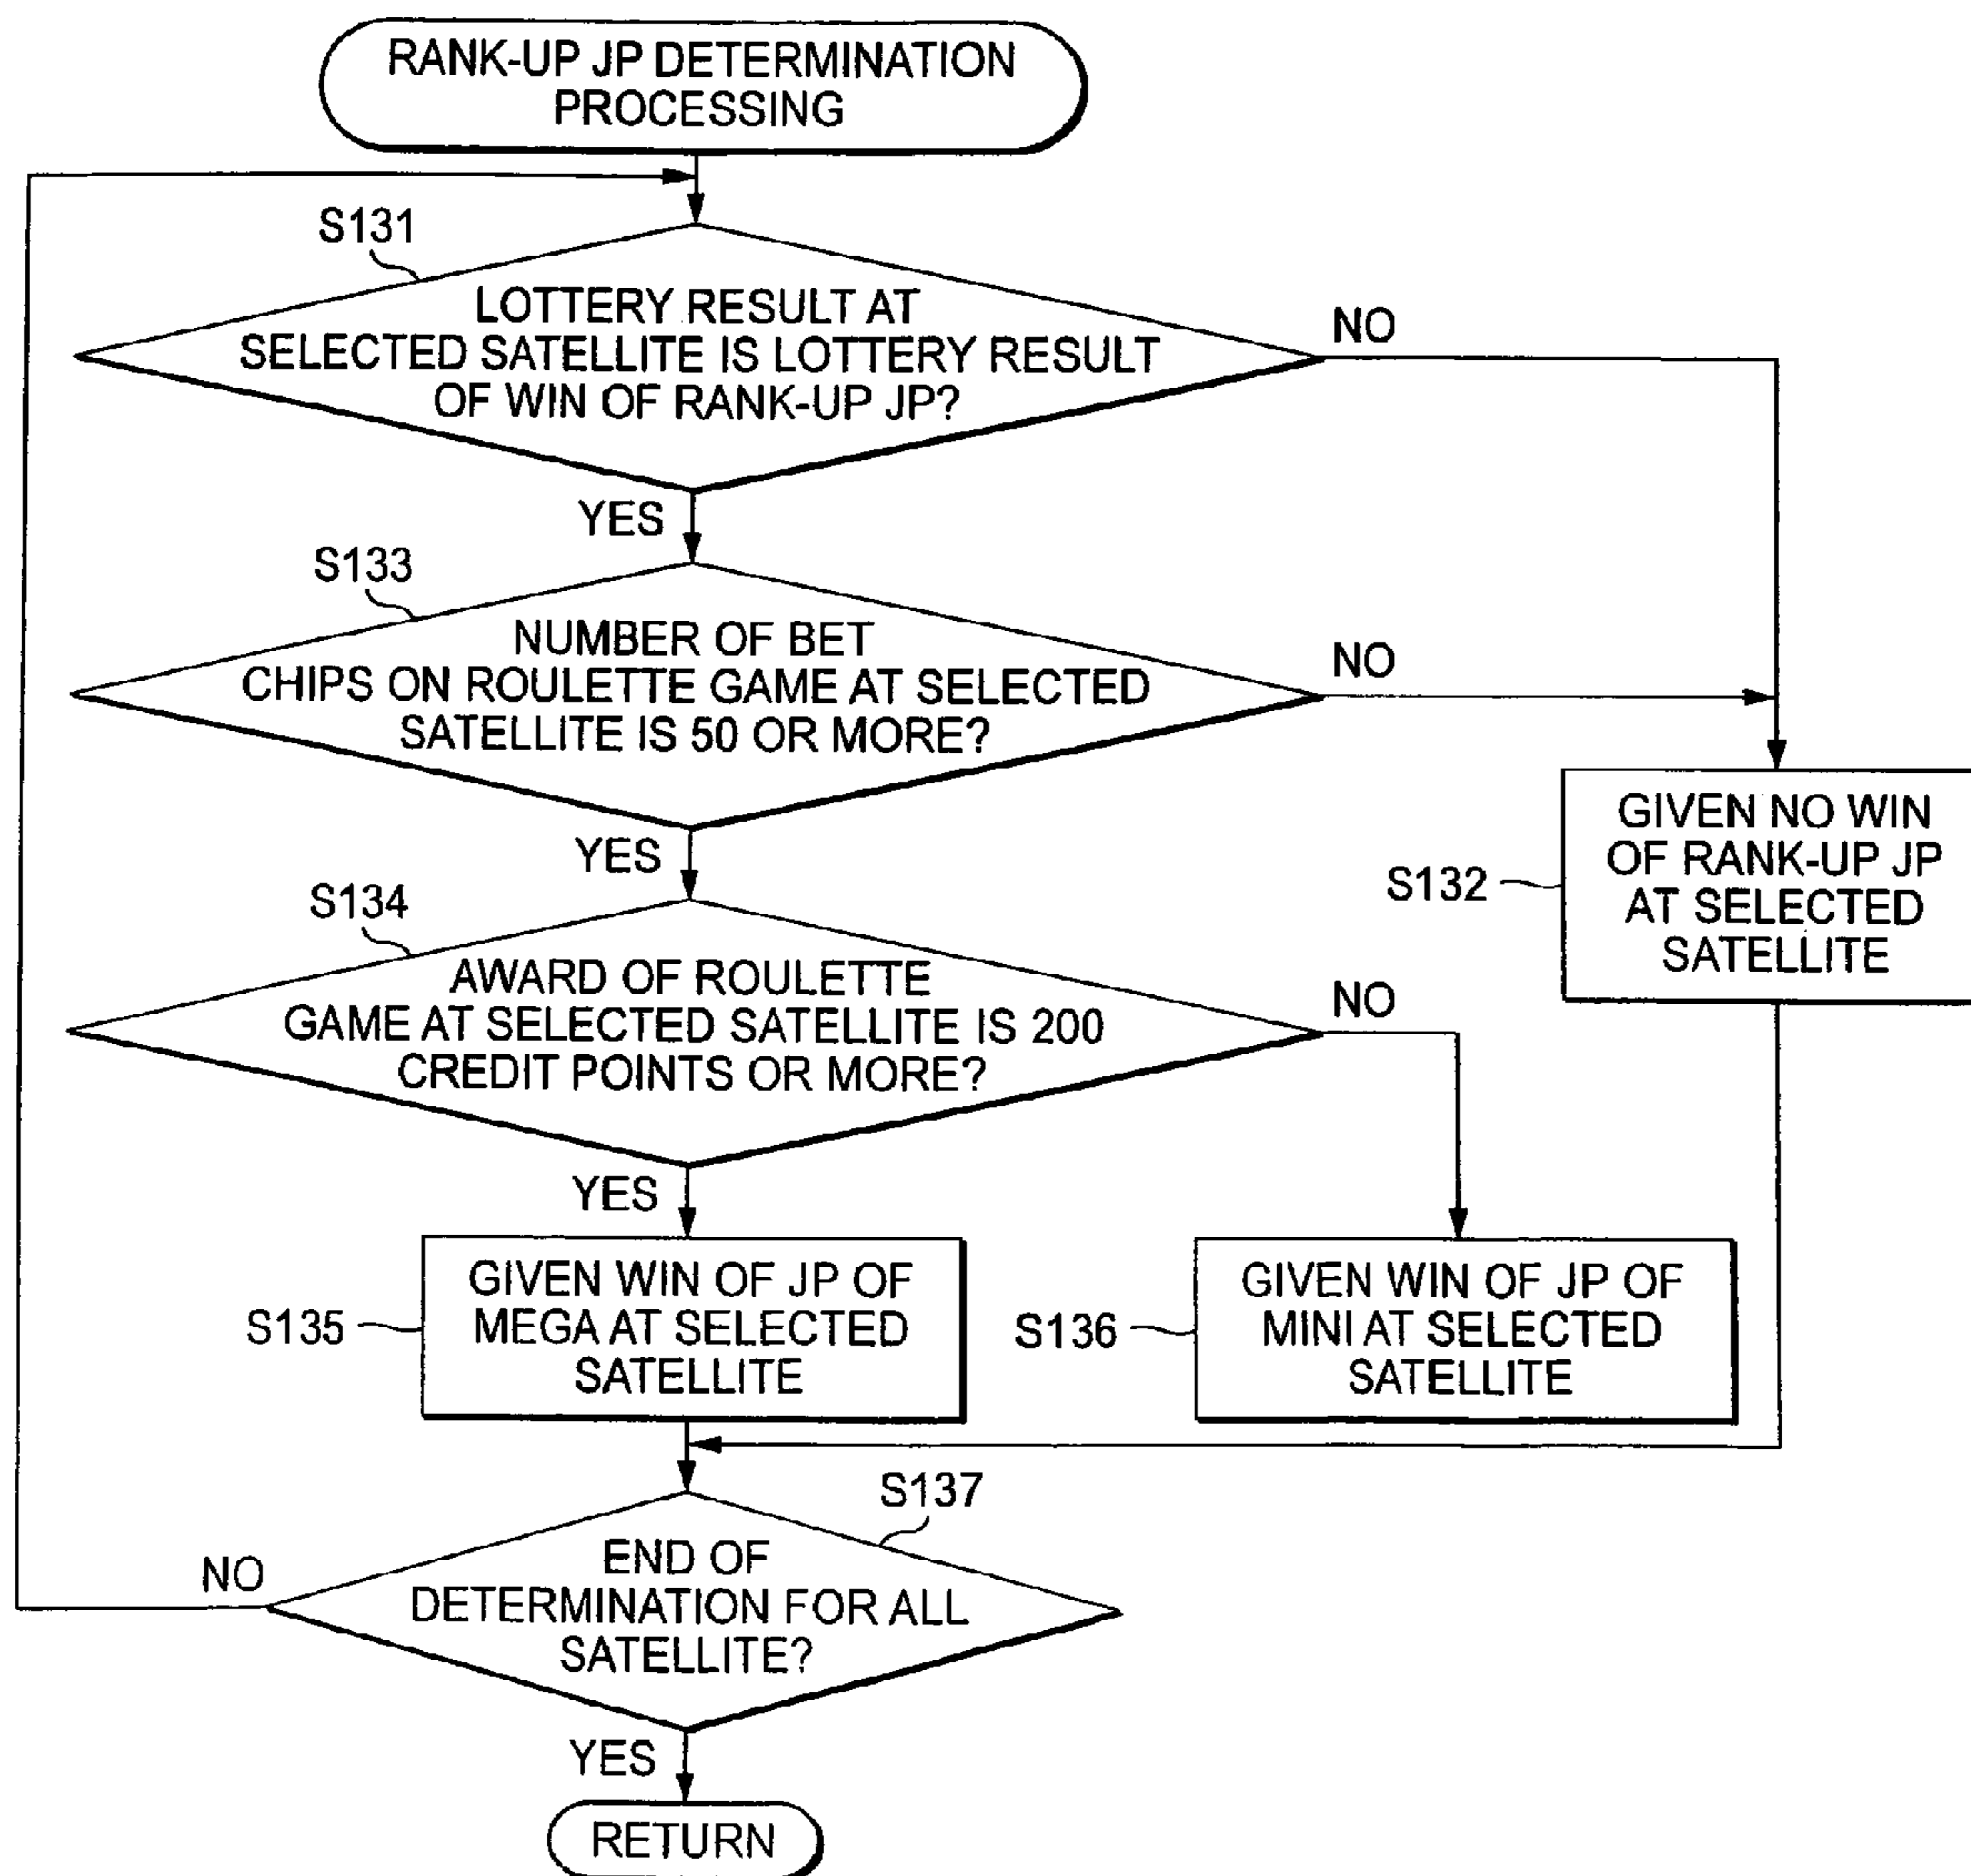 RANK-UP JP DETERMINATION
PROCESSING
S131
LOTTERY RESULT AT
SELECTED SATELLITE IS LOTTERY RESULT
OF WIN OF RANK-UP JP?
NO
YES
S133
NUMBER OF BET
CHIPS ON ROULETTE GAME AT SELECTED
SATELLITE IS 50 OR MORE?
NO
YES
S132
GIVEN NO WIN
OF RANK-UP JP
AT SELECTED
SATELLITE
S134
AWARD OF ROULETTE
GAME AT SELECTED SATELLITE IS 200
CREDIT POINTS OR MORE?
NO
YES
S135
GIVEN WIN OF JP OF
MEGA AT SELECTED
SATELLITE
S136
GIVEN WIN OF JP OF
MINI AT SELECTED
SATELLITE
S137
END OF
DETERMINATION FOR ALL
SATELLITE?
NO
YES
RETURN